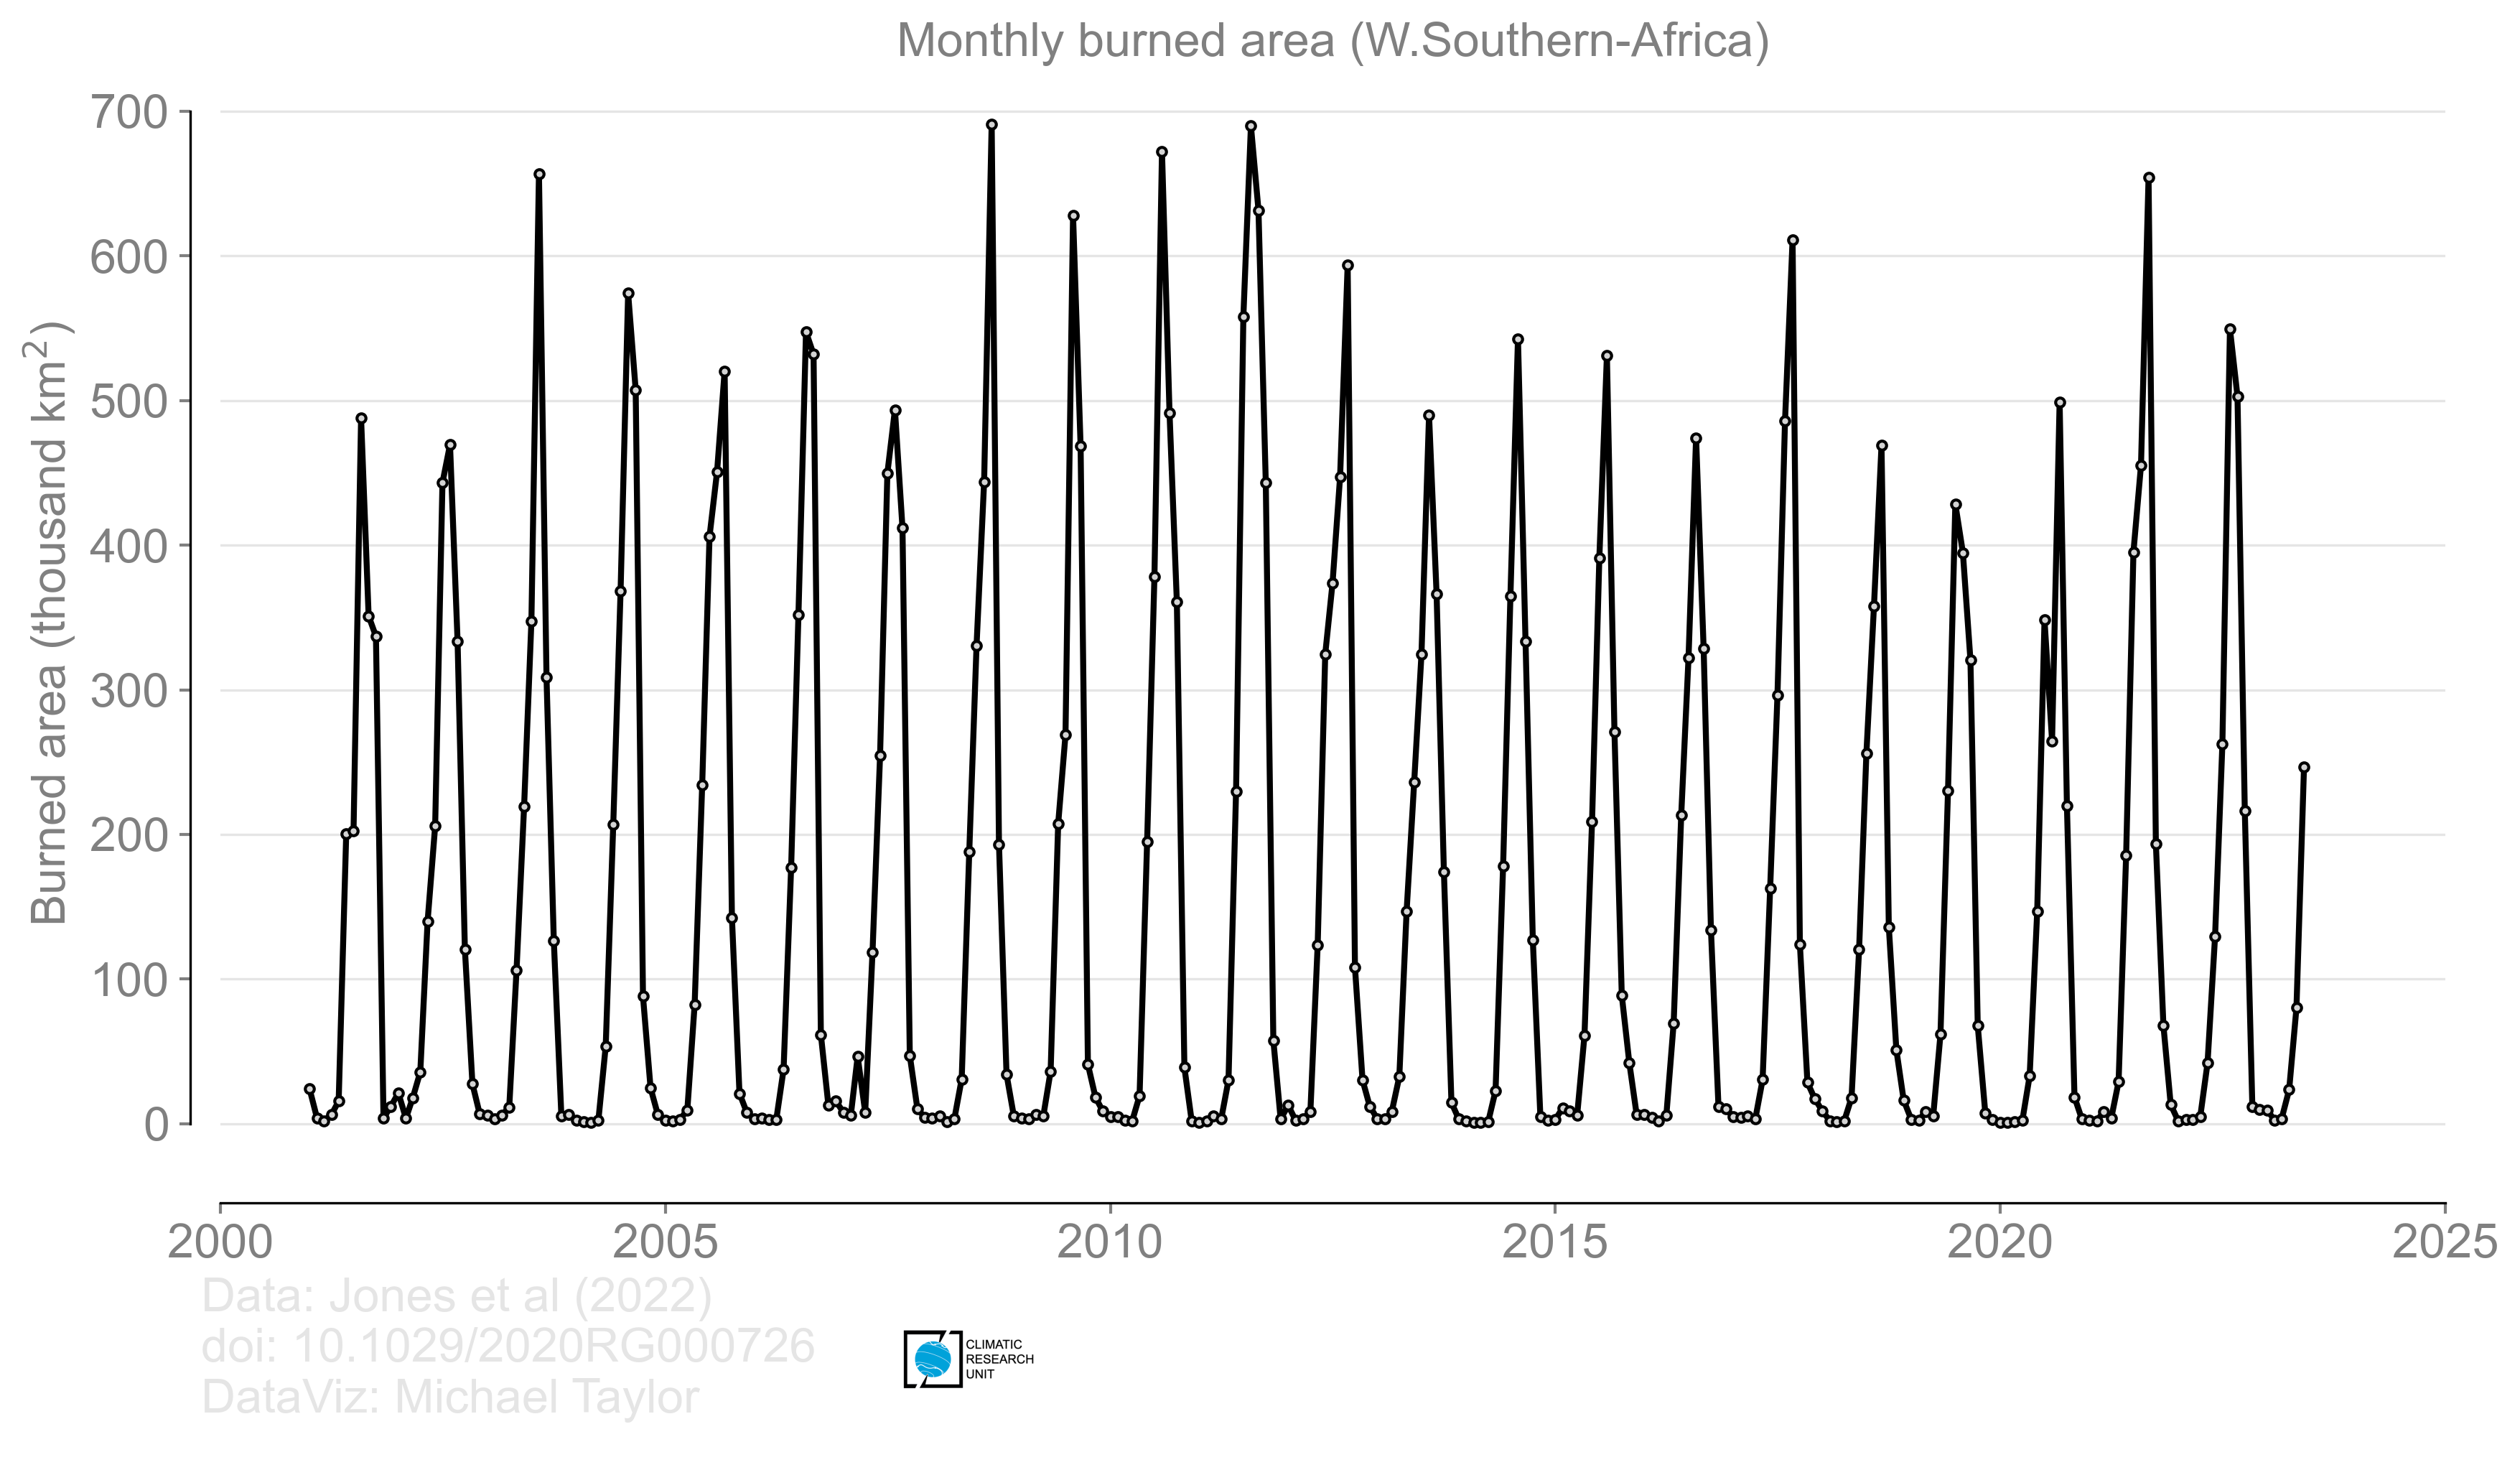 Monthly burned area (W.Southern-Africa)
Burned area (thousand km²)
700
600
500
400
300
200
100
0
2000 2005 2010 2015 2020 2025
Data: Jones et al (2022)
doi: 10.1029/2020RG000726
DataViz: Michael Taylor
CLIMATIC
RESEARCH
UNIT